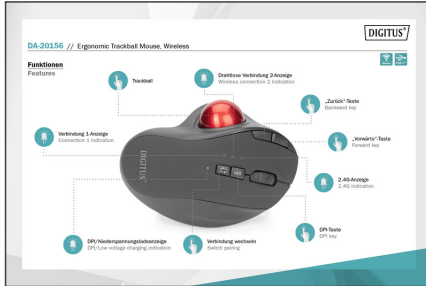 DIGITUS®
DA-20156 // Ergonomic Trackball Mouse, Wireless
Funktionen
Features
Trackball
Drahtlose Verbindung 2-Anzeige
Wireless connection 2 indication
„Zurück"-Taste
Backward key
Verbindung 1-Anzeige
Connection 1 indication
„Vorwärts"-Taste
Forward key
DIGITUS®
2.4G-Anzeige
2.4G indication
DPI-Taste
DPI key
DPI/Niederspannungsladeanzeige
DPI/Low voltage charging indication
Verbindung wechseln
Switch pairing